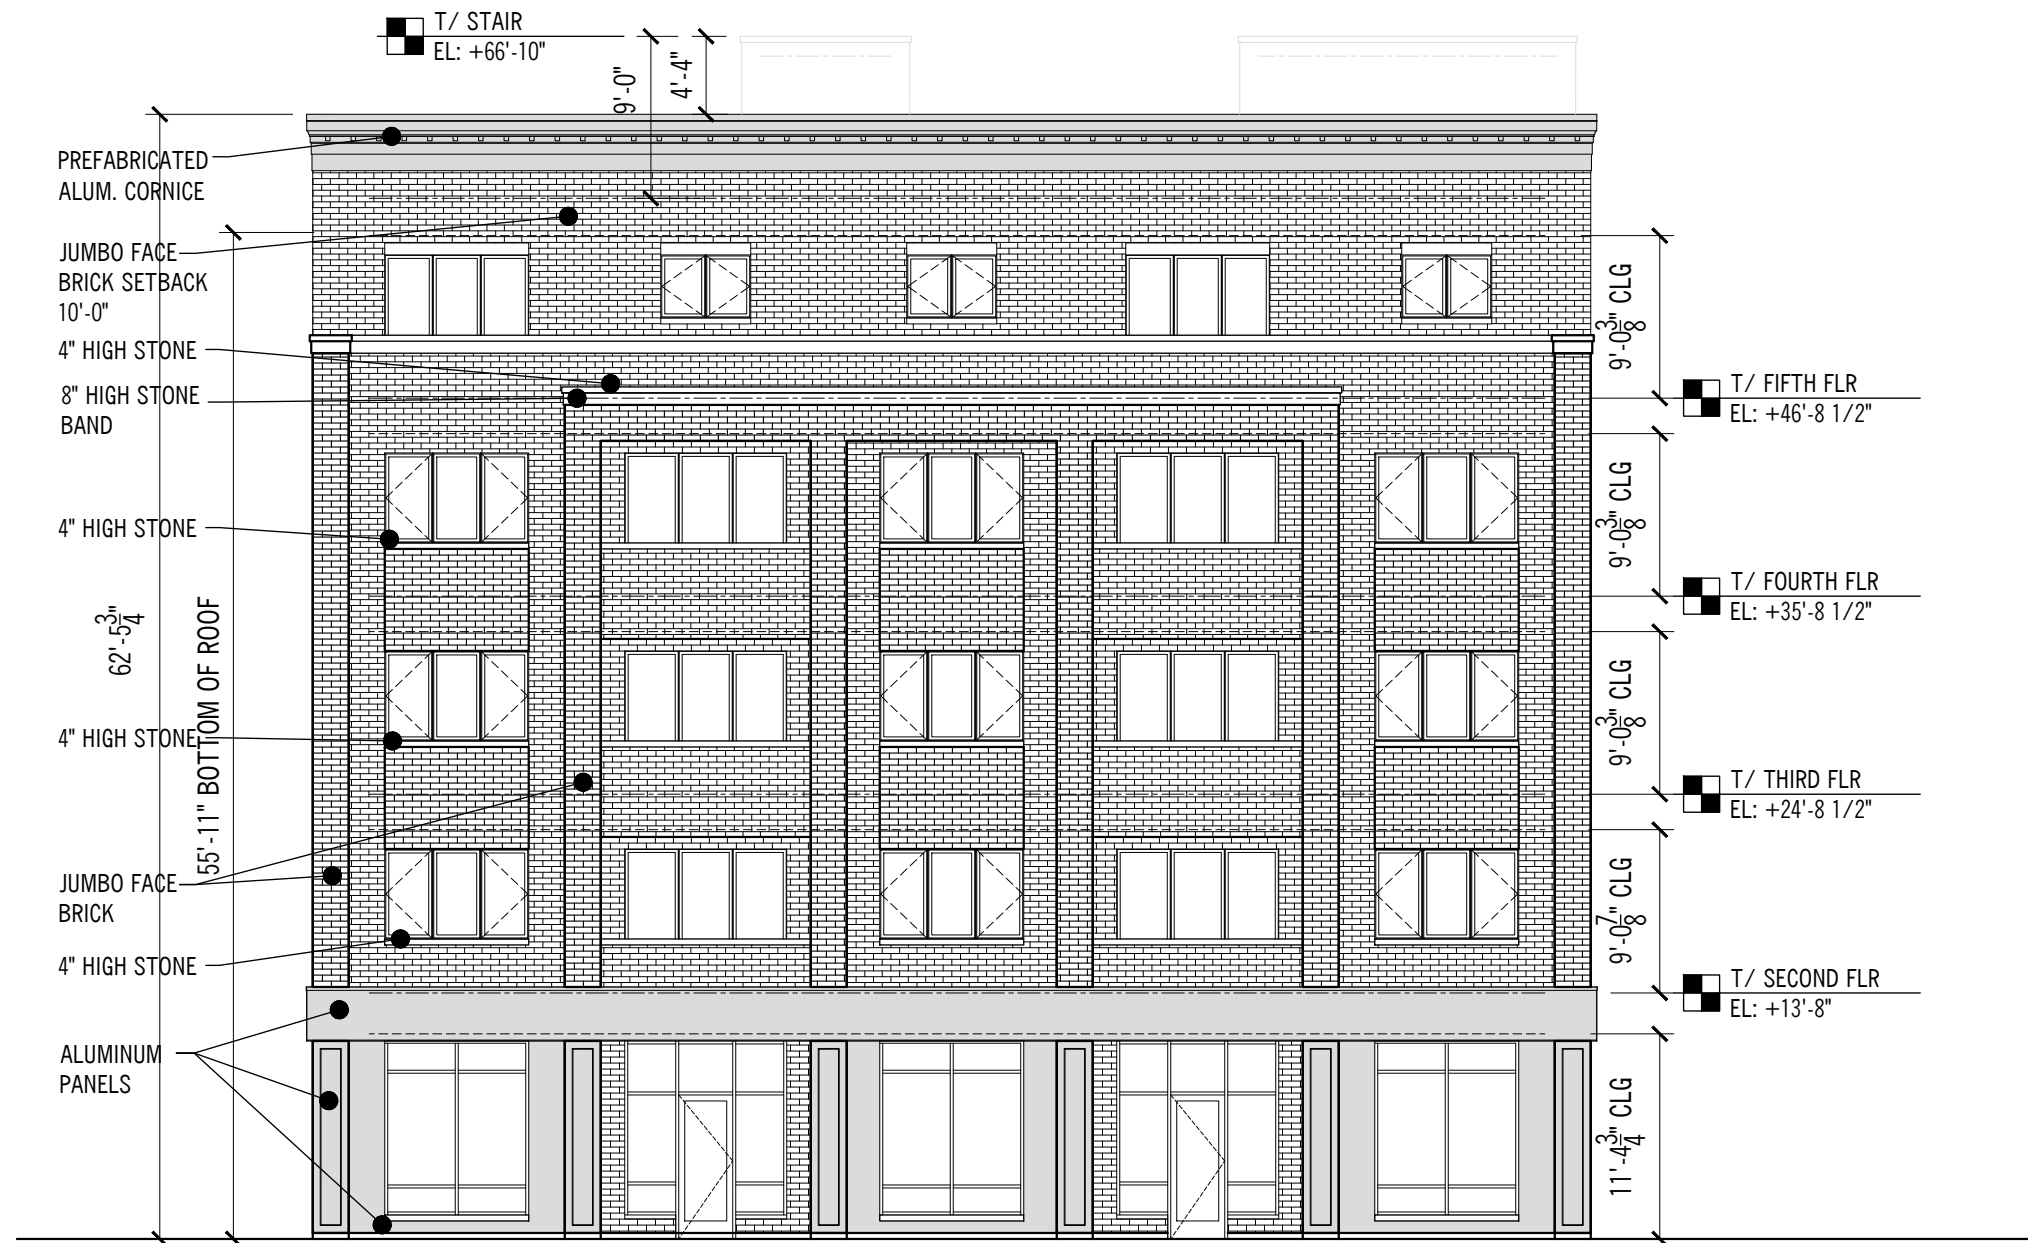 T/ STAIR
EL: +66'-10"
9'-0"
4'-4"
PREFABRICATED
ALUM. CORNICE
JUMBO FACE
BRICK SETBACK
10'-0"
4" HIGH STONE
8" HIGH STONE
BAND
4" HIGH STONE
62'-5 3/4"
55'-11" BOTTOM OF ROOF
4" HIGH STONE
JUMBO FACE
BRICK
4" HIGH STONE
ALUMINUM
PANELS
9'-0 3/8" CLG
T/ FIFTH FLR
EL: +46'-8 1/2"
9'-0 3/8" CLG
T/ FOURTH FLR
EL: +35'-8 1/2"
9'-0 3/8" CLG
T/ THIRD FLR
EL: +24'-8 1/2"
9'-0 7/8" CLG
T/ SECOND FLR
EL: +13'-8"
11'-4 3/4" CLG